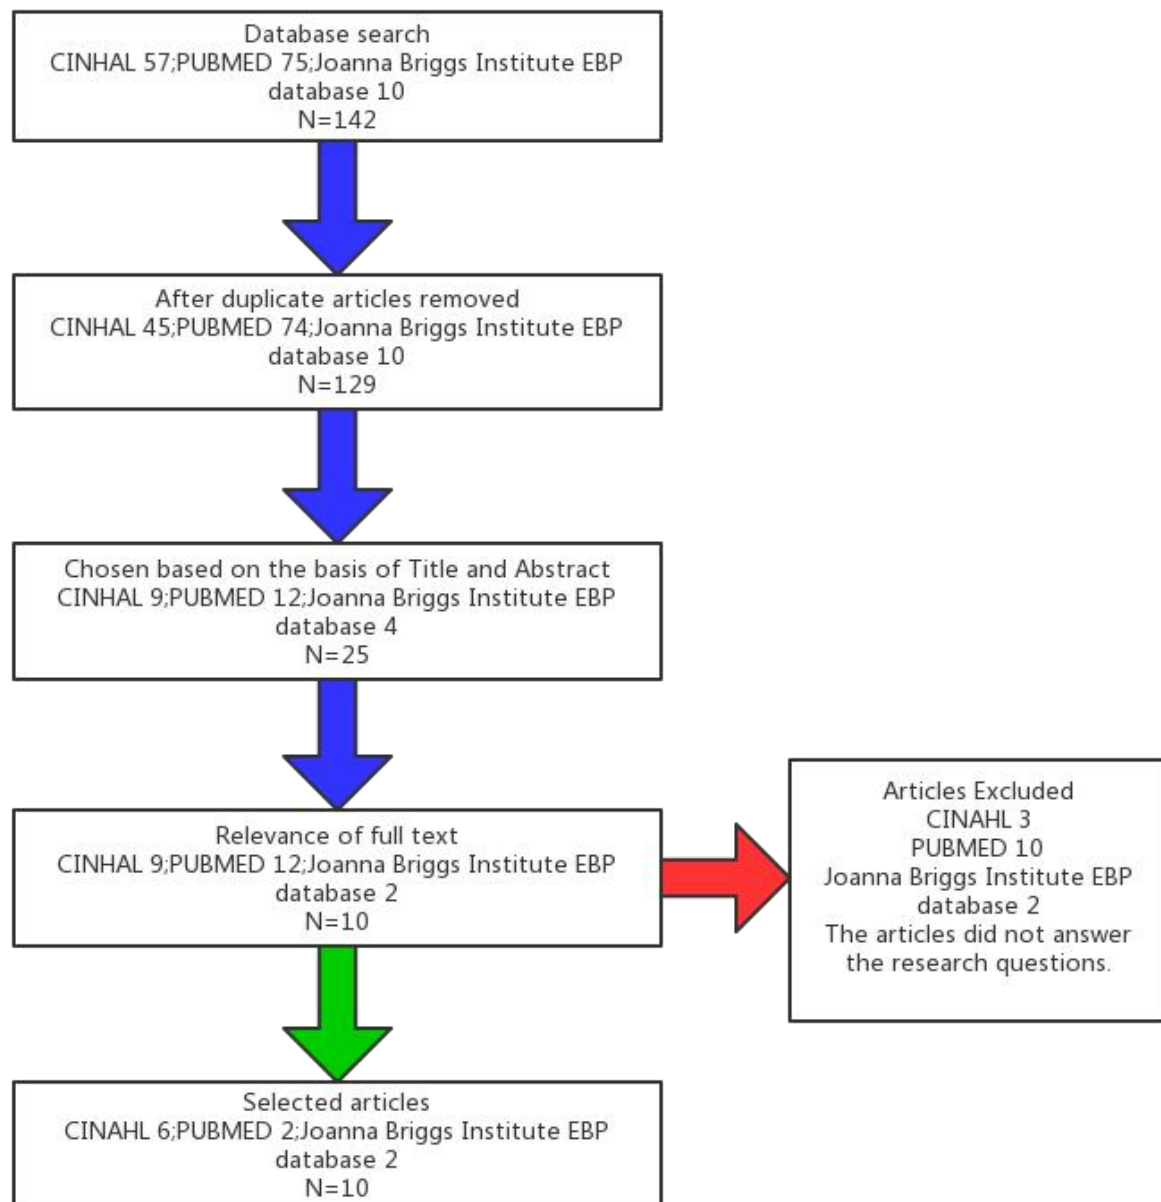 Database search
CINHAL 57;PUBMED 75;Joanna Briggs Institute EBP
database 10
N=142
After duplicate articles removed
CINHAL 45;PUBMED 74;Joanna Briggs Institute EBP
database 10
N=129
Chosen based on the basis of Title and Abstract
CINHAL 9;PUBMED 12;Joanna Briggs Institute EBP
database 4
N=25
Relevance of full text
CINHAL 9;PUBMED 12;Joanna Briggs Institute EBP
database 2
N=10
Articles Excluded
CINAHL 3
PUBMED 10
Joanna Briggs Institute EBP
database 2
The articles did not answer
the research questions.
Selected articles
CINAHL 6;PUBMED 2;Joanna Briggs Institute EBP
database 2
N=10